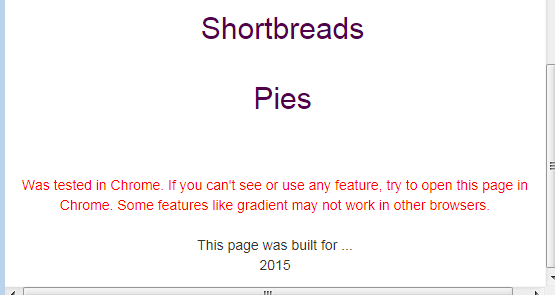 Shortbreads
Pies
Was tested in Chrome. If you can't see or use any feature, try to open this page in
Chrome. Some features like gradient may not work in other browsers.
This page was built for ...
2015